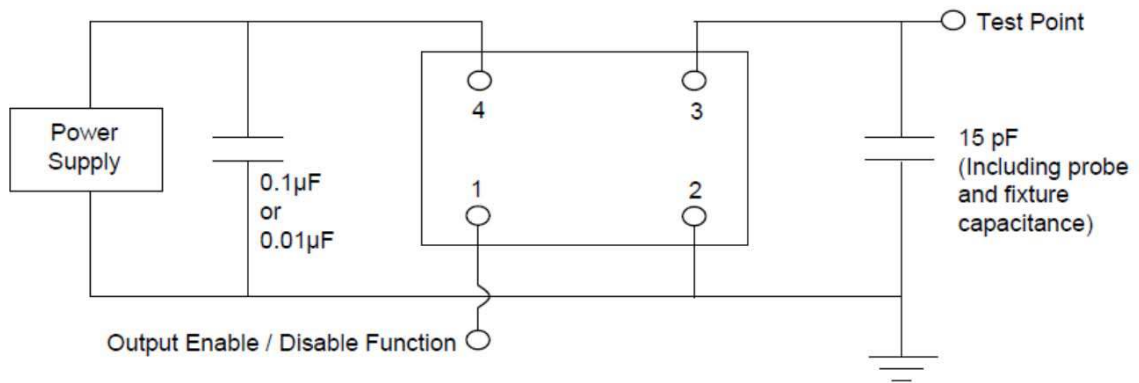 Test Point
Power
Supply
4
3
0.1µF
or
0.01µF
1
2
15 pF
(Including probe
and fixture
capacitance)
Output Enable / Disable Function